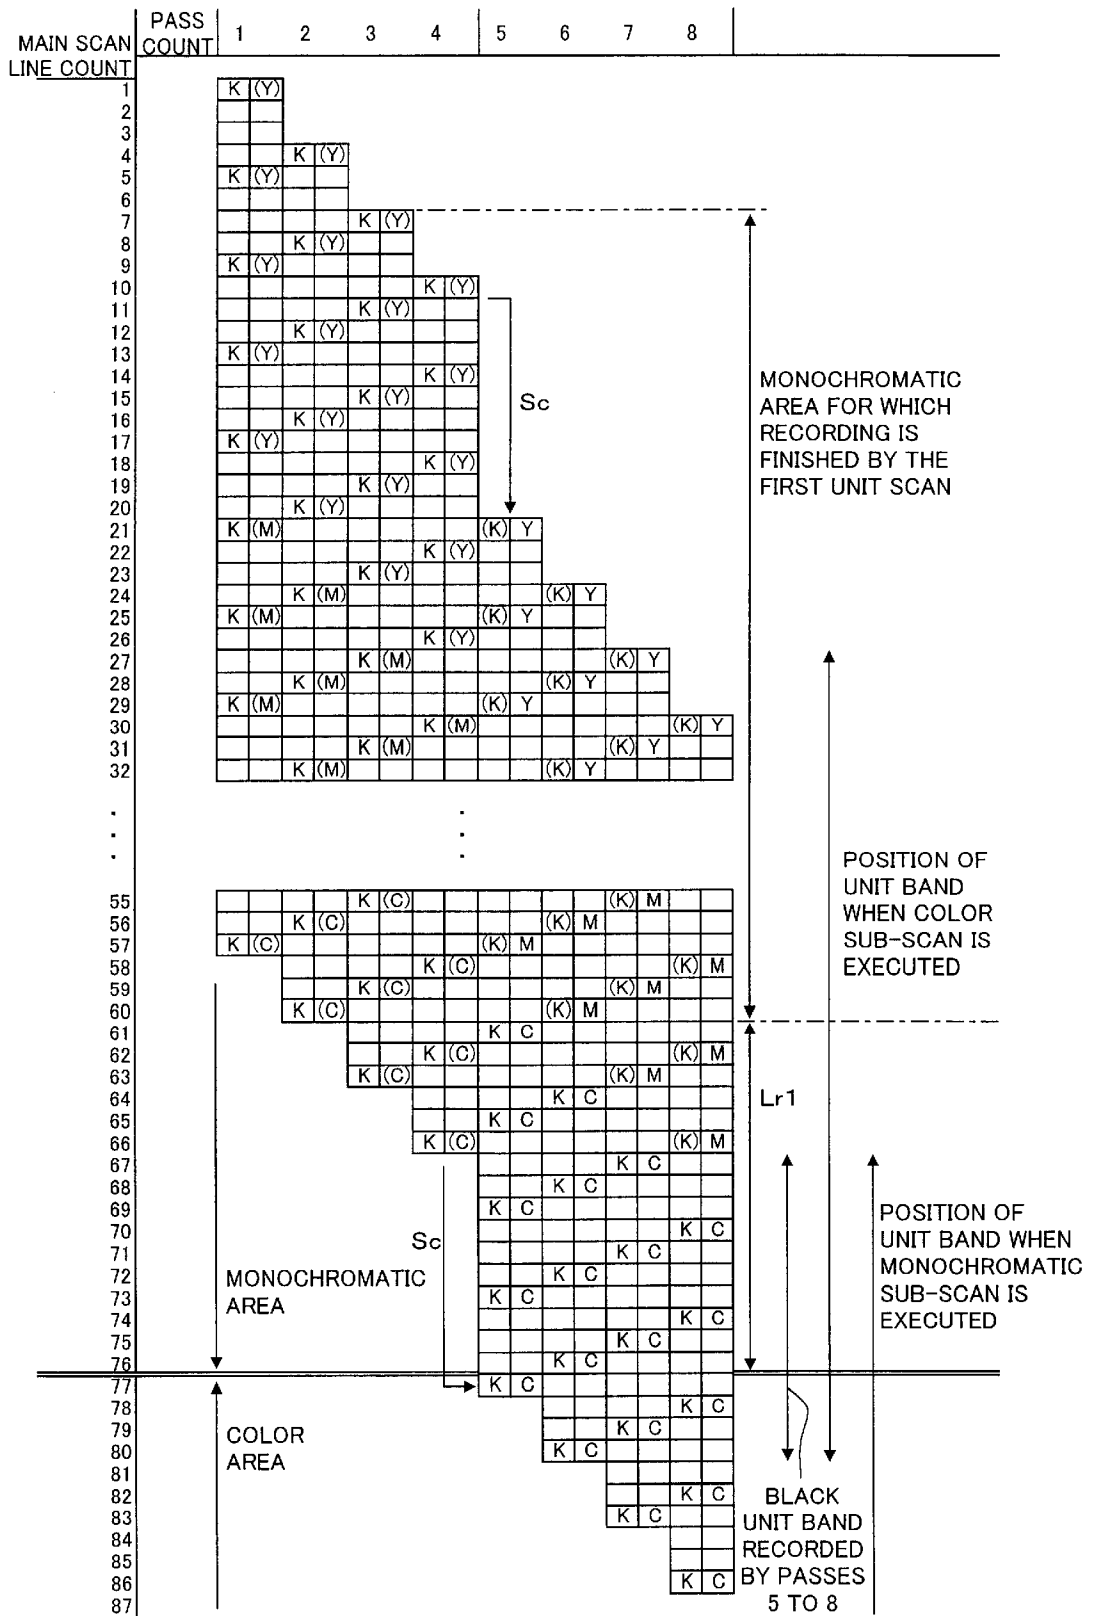 MAIN SCAN LINE COUNT PASS COUNT 1 2 3 4 5 6 7 8
1 K (Y)
2
3
4 K (Y)
5 K (Y)
6
7 K (Y)
8 K (Y)
9 K (Y)
10 K (Y)
11 K (Y)
12 K (Y)
13 K (Y)
14 K (Y)
15 K (Y)
16 K (Y)
17 K (Y)
18 K (Y)
19 K (Y)
20 K (Y)
21 K (M) (K) Y
22 K (Y)
23 K (Y)
24 K (M) (K) Y
25 K (M) (K) Y
26 K (Y)
27 K (M) (K) Y
28 K (M) (K) Y
29 K (M) (K) Y
30 K (M) (K) Y
31 K (M) (K) Y
32 K (M) (K) Y
Sc
MONOCHROMATIC
AREA FOR WHICH
RECORDING IS
FINISHED BY THE
FIRST UNIT SCAN
55 K (C) (K) M
56 K (C) (K) M
57 K (C) (K) M
58 K (C) (K) M
59 K (C) (K) M
60 K (C) (K) M
61 K C
62 K (C) (K) M
63 K (C) (K) M
64 K C
65 K C
66 K (C) (K) M
67 K C
68 K C
69 K C
70 K C
71 K C
72 K C
73 K C
74 K C
75 K C
76 K C
77 K C
78 K C
79 K C
80 K C
81
82 K C
83 K C
84
85
86 K C
87
POSITION OF
UNIT BAND
WHEN COLOR
SUB-SCAN IS
EXECUTED
Lr1
Sc
MONOCHROMATIC
AREA
POSITION OF
UNIT BAND WHEN
MONOCHROMATIC
SUB-SCAN IS
EXECUTED
COLOR
AREA
BLACK
UNIT BAND
RECORDED
BY PASSES
5 TO 8